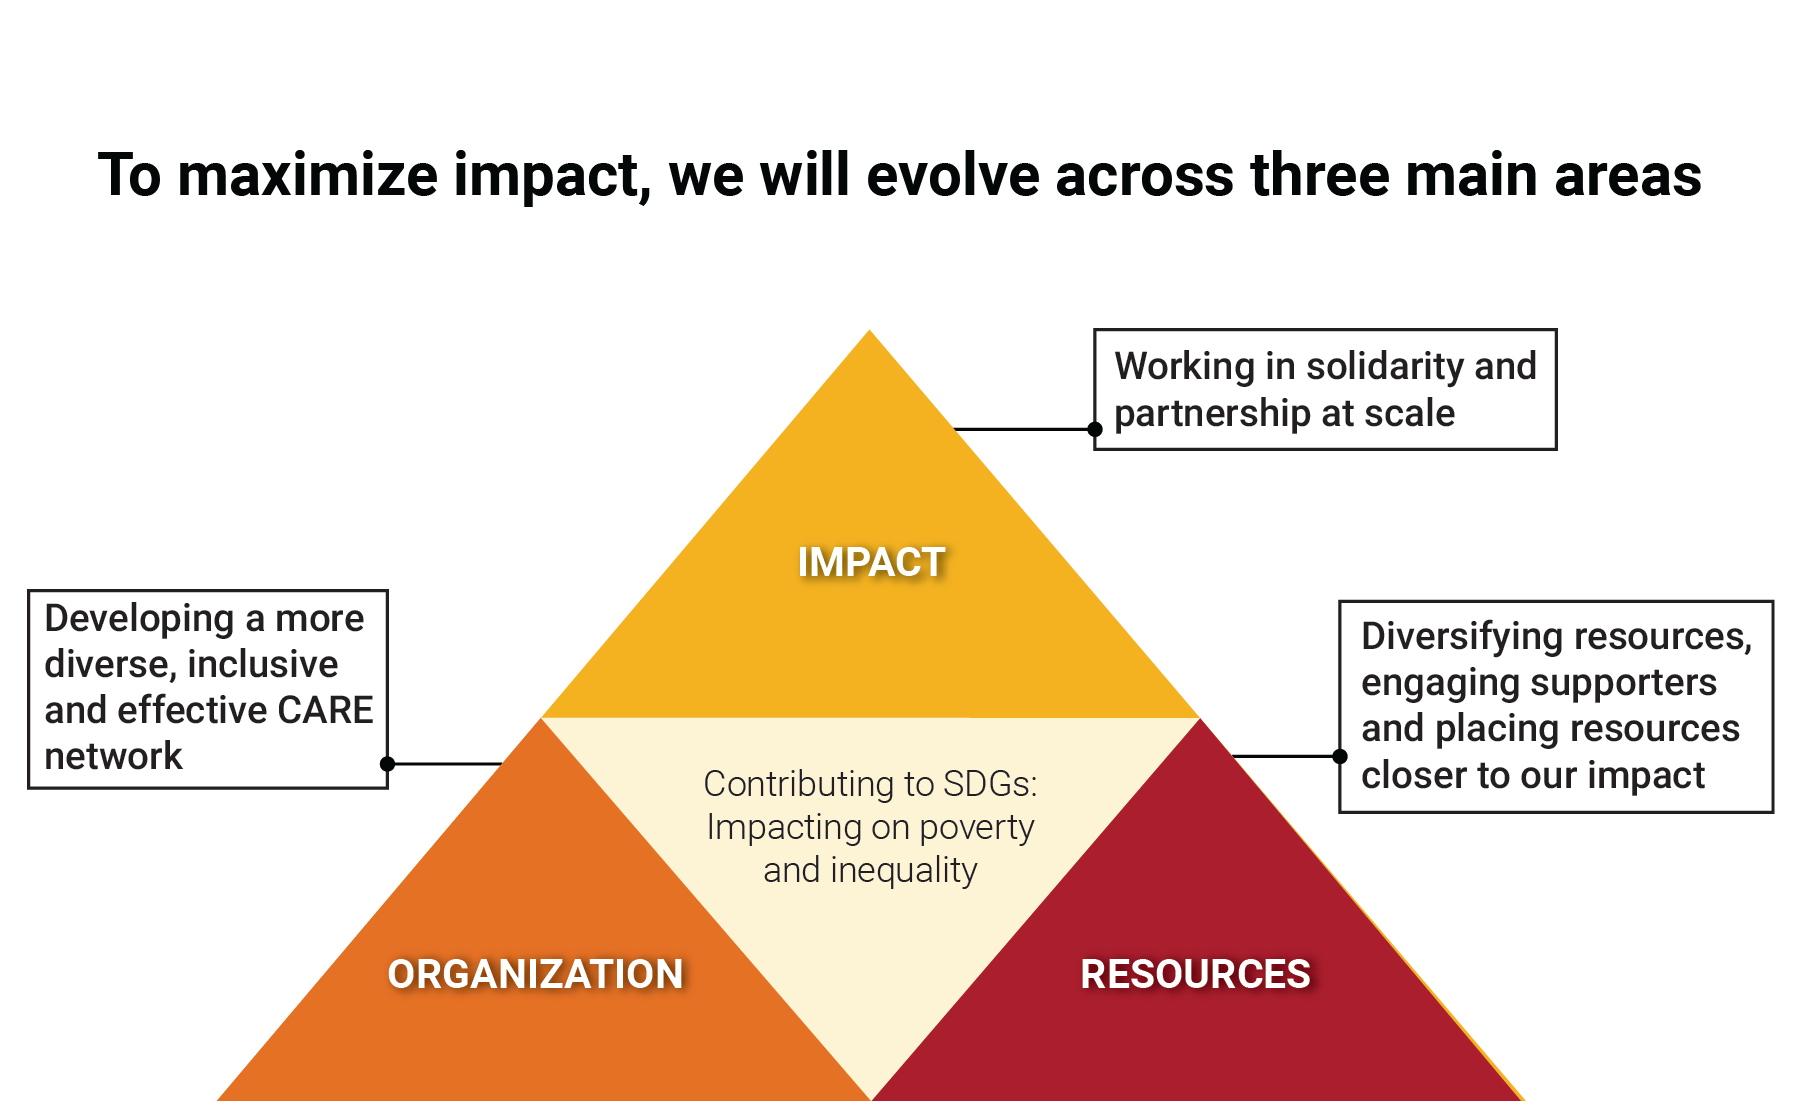 To maximize impact, we will evolve across three main areas
Working in solidarity and
partnership at scale
IMPACT
Developing a more
diverse, inclusive
and effective CARE
network
Diversifying resources,
engaging supporters
and placing resources
closer to our impact
Contributing to SDGs:
Impacting on poverty
and inequality
ORGANIZATION
RESOURCES